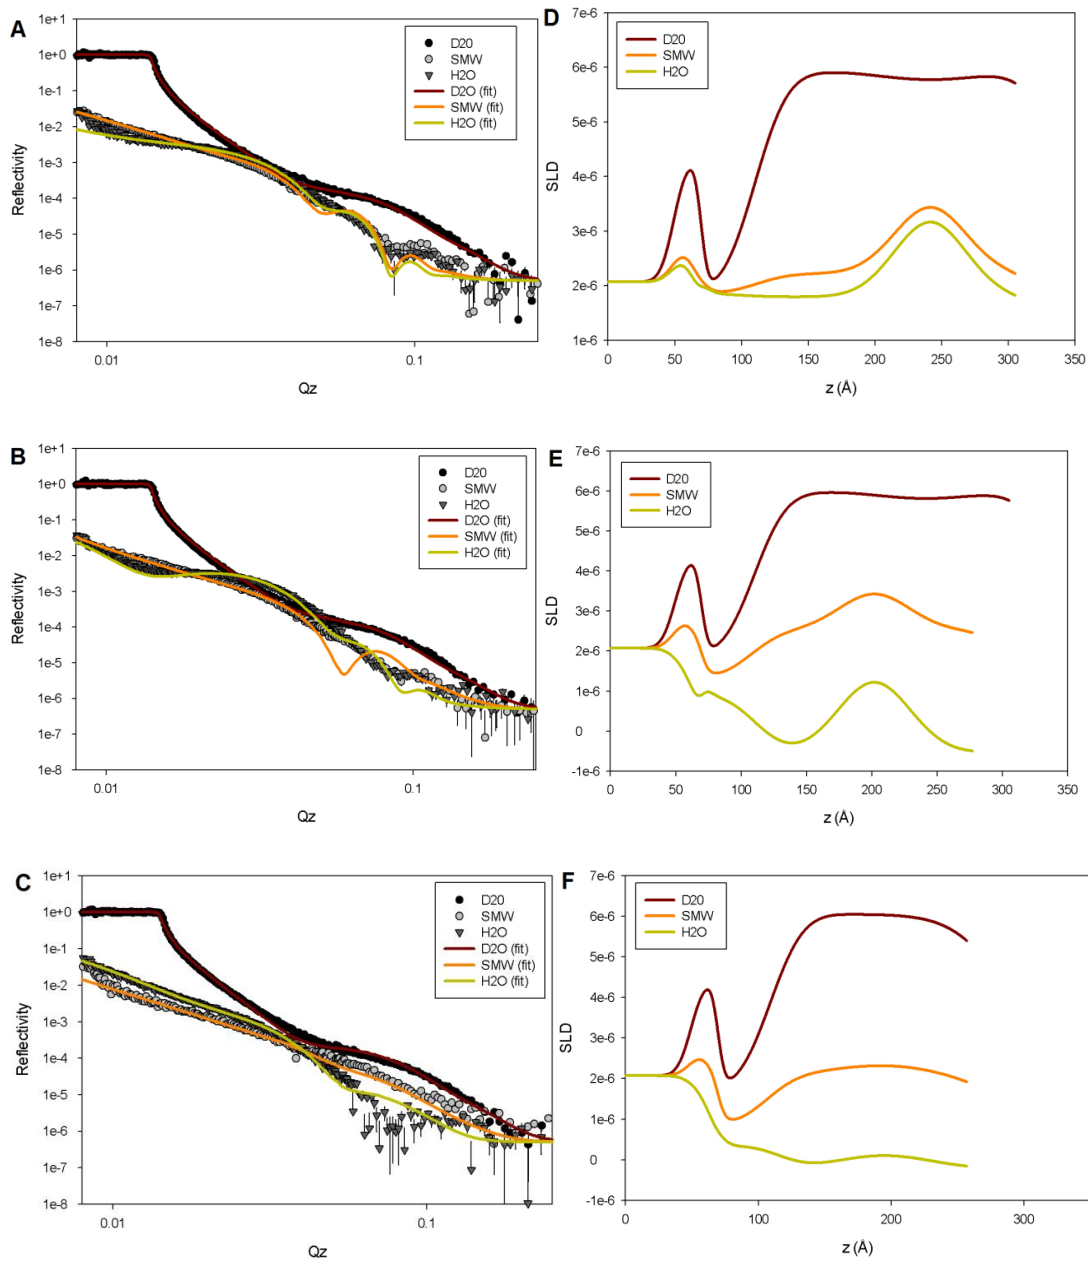 A
Reflectivity
1e+1
1e+0
1e-1
1e-2
1e-3
1e-4
1e-5
1e-6
1e-7
1e-8
0.01
0.1
Qz
D20
SMW
H2O
D2O (fit)
SMW (fit)
H2O (fit)
D
SLD
7e-6
6e-6
5e-6
4e-6
3e-6
2e-6
1e-6
0
50
100
150
200
250
300
350
z (Å)
D20
SMW
H2O
B
Reflectivity
1e+1
1e+0
1e-1
1e-2
1e-3
1e-4
1e-5
1e-6
1e-7
1e-8
0.01
0.1
Qz
D20
SMW
H2O
D2O (fit)
SMW (fit)
H2O (fit)
E
SLD
7e-6
6e-6
5e-6
4e-6
3e-6
2e-6
1e-6
0
-1e-6
0
50
100
150
200
250
300
350
z (Å)
D20
SMW
H2O
C
Reflectivity
1e+1
1e+0
1e-1
1e-2
1e-3
1e-4
1e-5
1e-6
1e-7
1e-8
0.01
0.1
Qz
D20
SMW
H2O
D2O (fit)
SMW (fit)
H2O (fit)
F
SLD
7e-6
6e-6
5e-6
4e-6
3e-6
2e-6
1e-6
0
-1e-6
0
100
200
300
z (Å)
D20
SMW
H2O